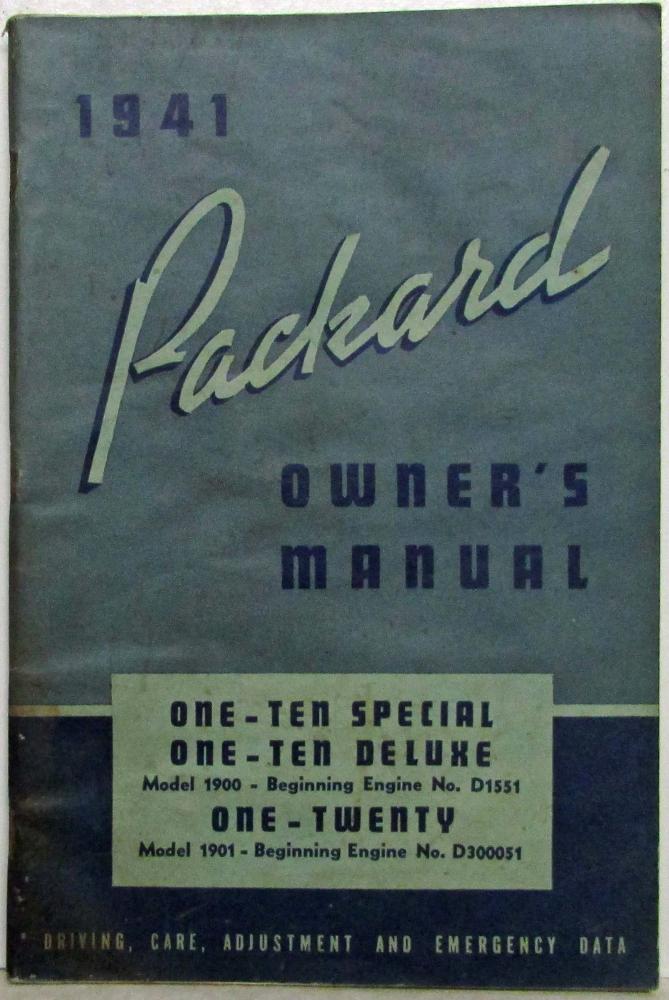 1941
Packard
OWNER'S
MANUAL
ONE-TEN SPECIAL
ONE-TEN DELUXE
Model 1900 - Beginning Engine No. D1551
ONE-TWENTY
Model 1901 - Beginning Engine No. D300051
DRIVING, CARE, ADJUSTMENT AND EMERGENCY DATA